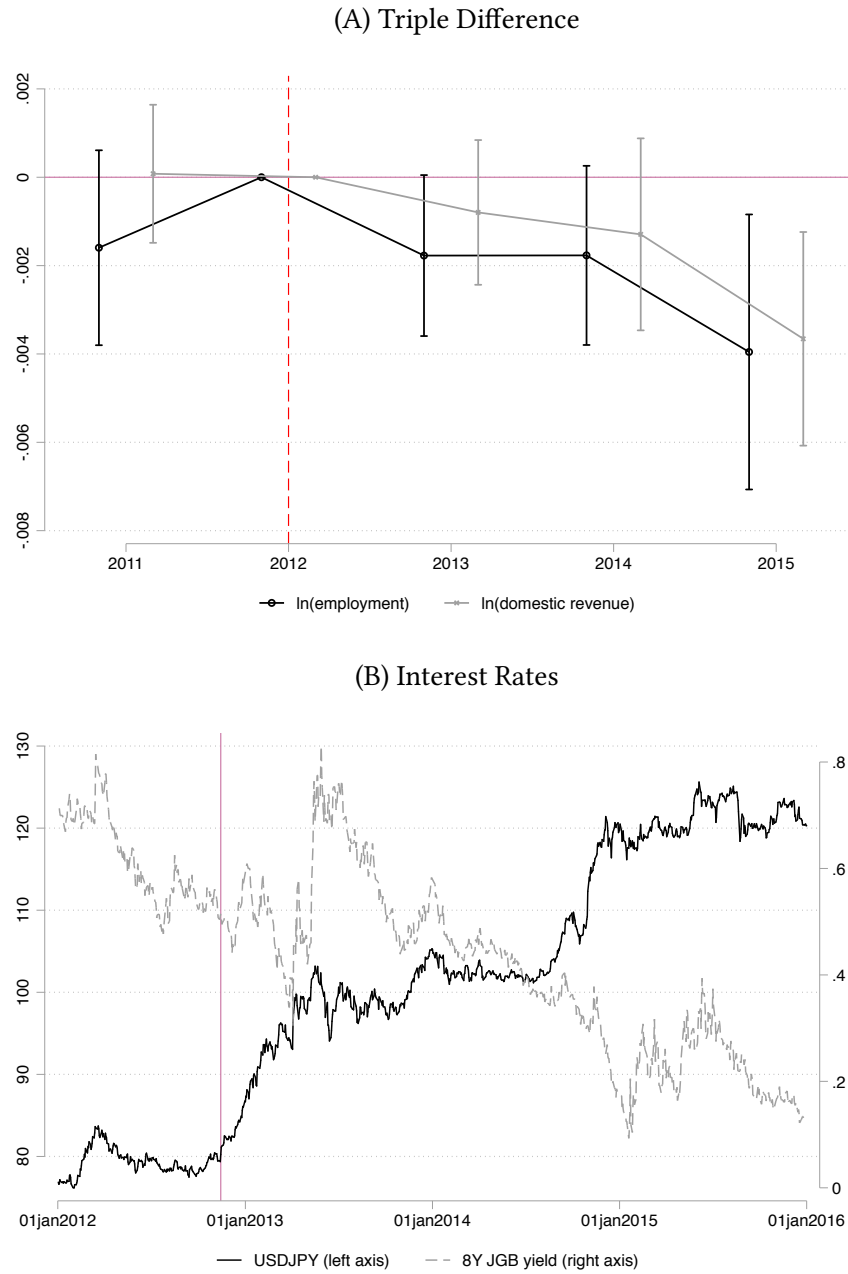 (A) Triple Difference
.002
0
-.002
-.004
-.006
-.008
2011 2012 2013 2014 2015
ln(employment) ln(domestic revenue)
(B) Interest Rates
130
120
110
100
90
80
.8
.6
.4
.2
0
01jan2012 01jan2013 01jan2014 01jan2015 01jan2016
USDJPY (left axis) 8Y JGB yield (right axis)